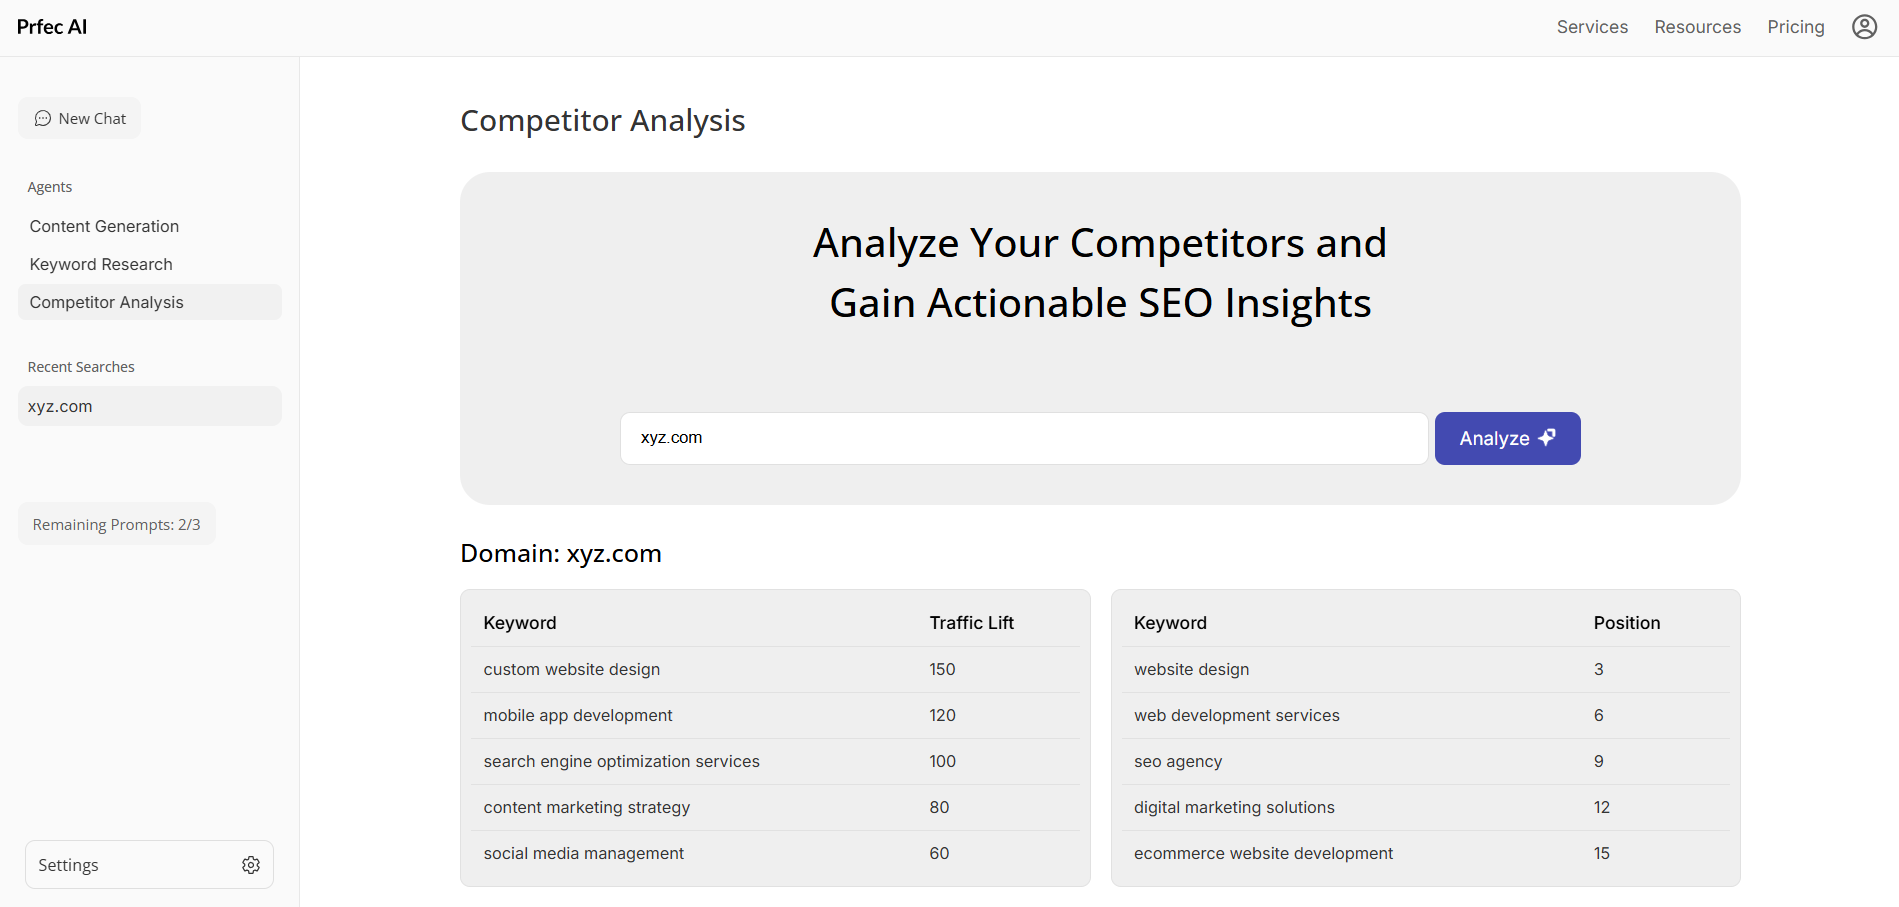 Prfec AI
Services Resources Pricing
New Chat
Agents
Content Generation
Keyword Research
Competitor Analysis
Recent Searches
xyz.com
Remaining Prompts: 2/3
Settings
Competitor Analysis
Analyze Your Competitors and
Gain Actionable SEO Insights
xyz.com
Analyze
Domain: xyz.com
Keyword Traffic Lift
custom website design 150
mobile app development 120
search engine optimization services 100
content marketing strategy 80
social media management 60
Keyword Position
website design 3
web development services 6
seo agency 9
digital marketing solutions 12
ecommerce website development 15